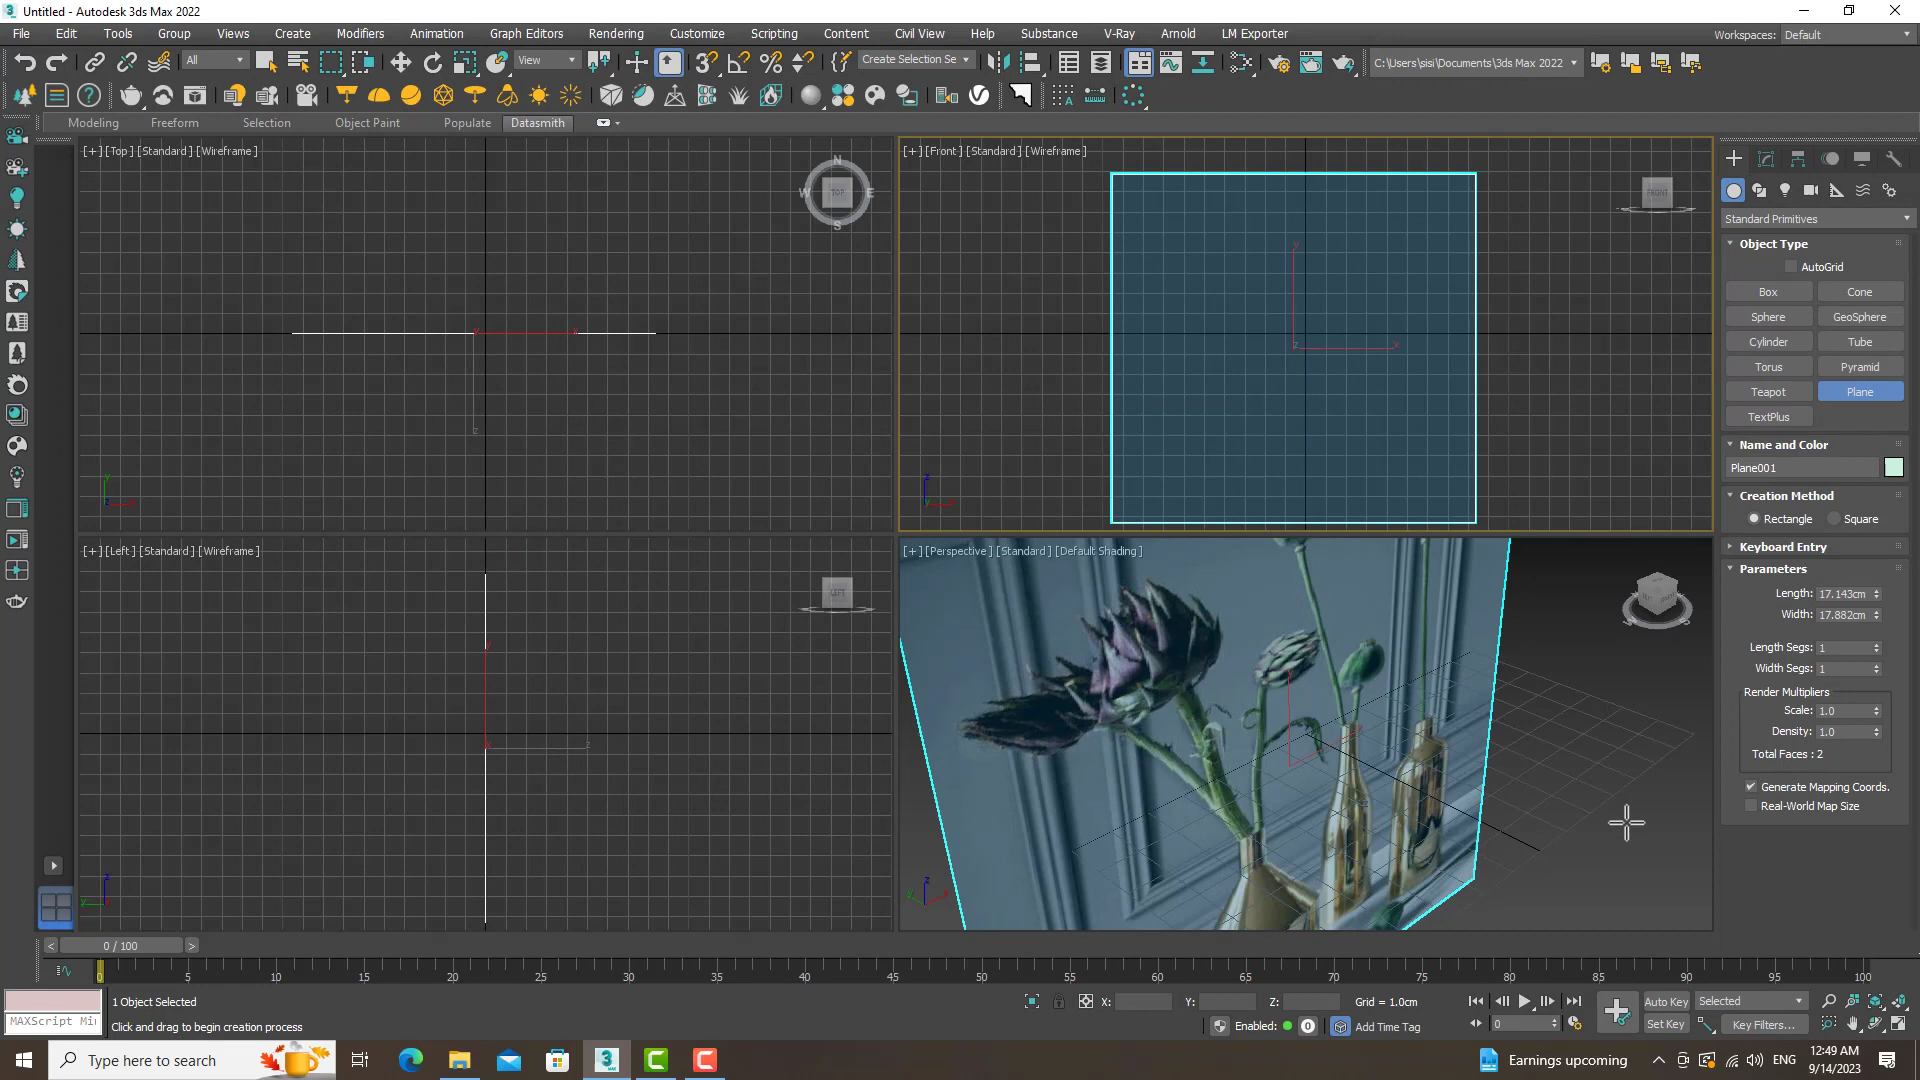 Untitled - Autodesk 3ds Max 2022
File Edit Tools Group Views Create Modifiers Animation Graph Editors Rendering Customize Scripting Content Civil View Help Substance V-Ray Arnold LM Exporter
Workspaces: Default
All View Create Selection Se C:\Users\sisi\Documents\3ds Max 2022
Modeling Freeform Selection Object Paint Populate Datasmith
[+] [Top ] [Standard ] [Wireframe ]
N
W TOP E
S
[+] [Front ] [Standard ] [Wireframe ]
FRONT
[+] [Left ] [Standard ] [Wireframe ]
LEFT
[+] [Perspective ] [Standard ] [Default Shading ]
Standard Primitives
Object Type
AutoGrid
Box Cone
Sphere GeoSphere
Cylinder Tube
Torus Pyramid
Teapot Plane
TextPlus
Name and Color
Plane001
Creation Method
Rectangle Square
Keyboard Entry
Parameters
Length: 17.143cm
Width: 17.882cm
Length Segs: 1
Width Segs: 1
Render Multipliers
Scale: 1.0
Density: 1.0
Total Faces : 2
Generate Mapping Coords.
Real-World Map Size
< 0 / 100 >
0 5 10 15 20 25 30 35 40 45 50 55 60 65 70 75 80 85 90 95 100
1 Object Selected
X: Y: Z: Grid = 1.0cm
Auto Key Selected
MAXScript Mi
Click and drag to begin creation process
Enabled: 0 Add Time Tag
0
Set Key Key Filters...
Type here to search
Earnings upcoming
ENG
12:49 AM
9/14/2023